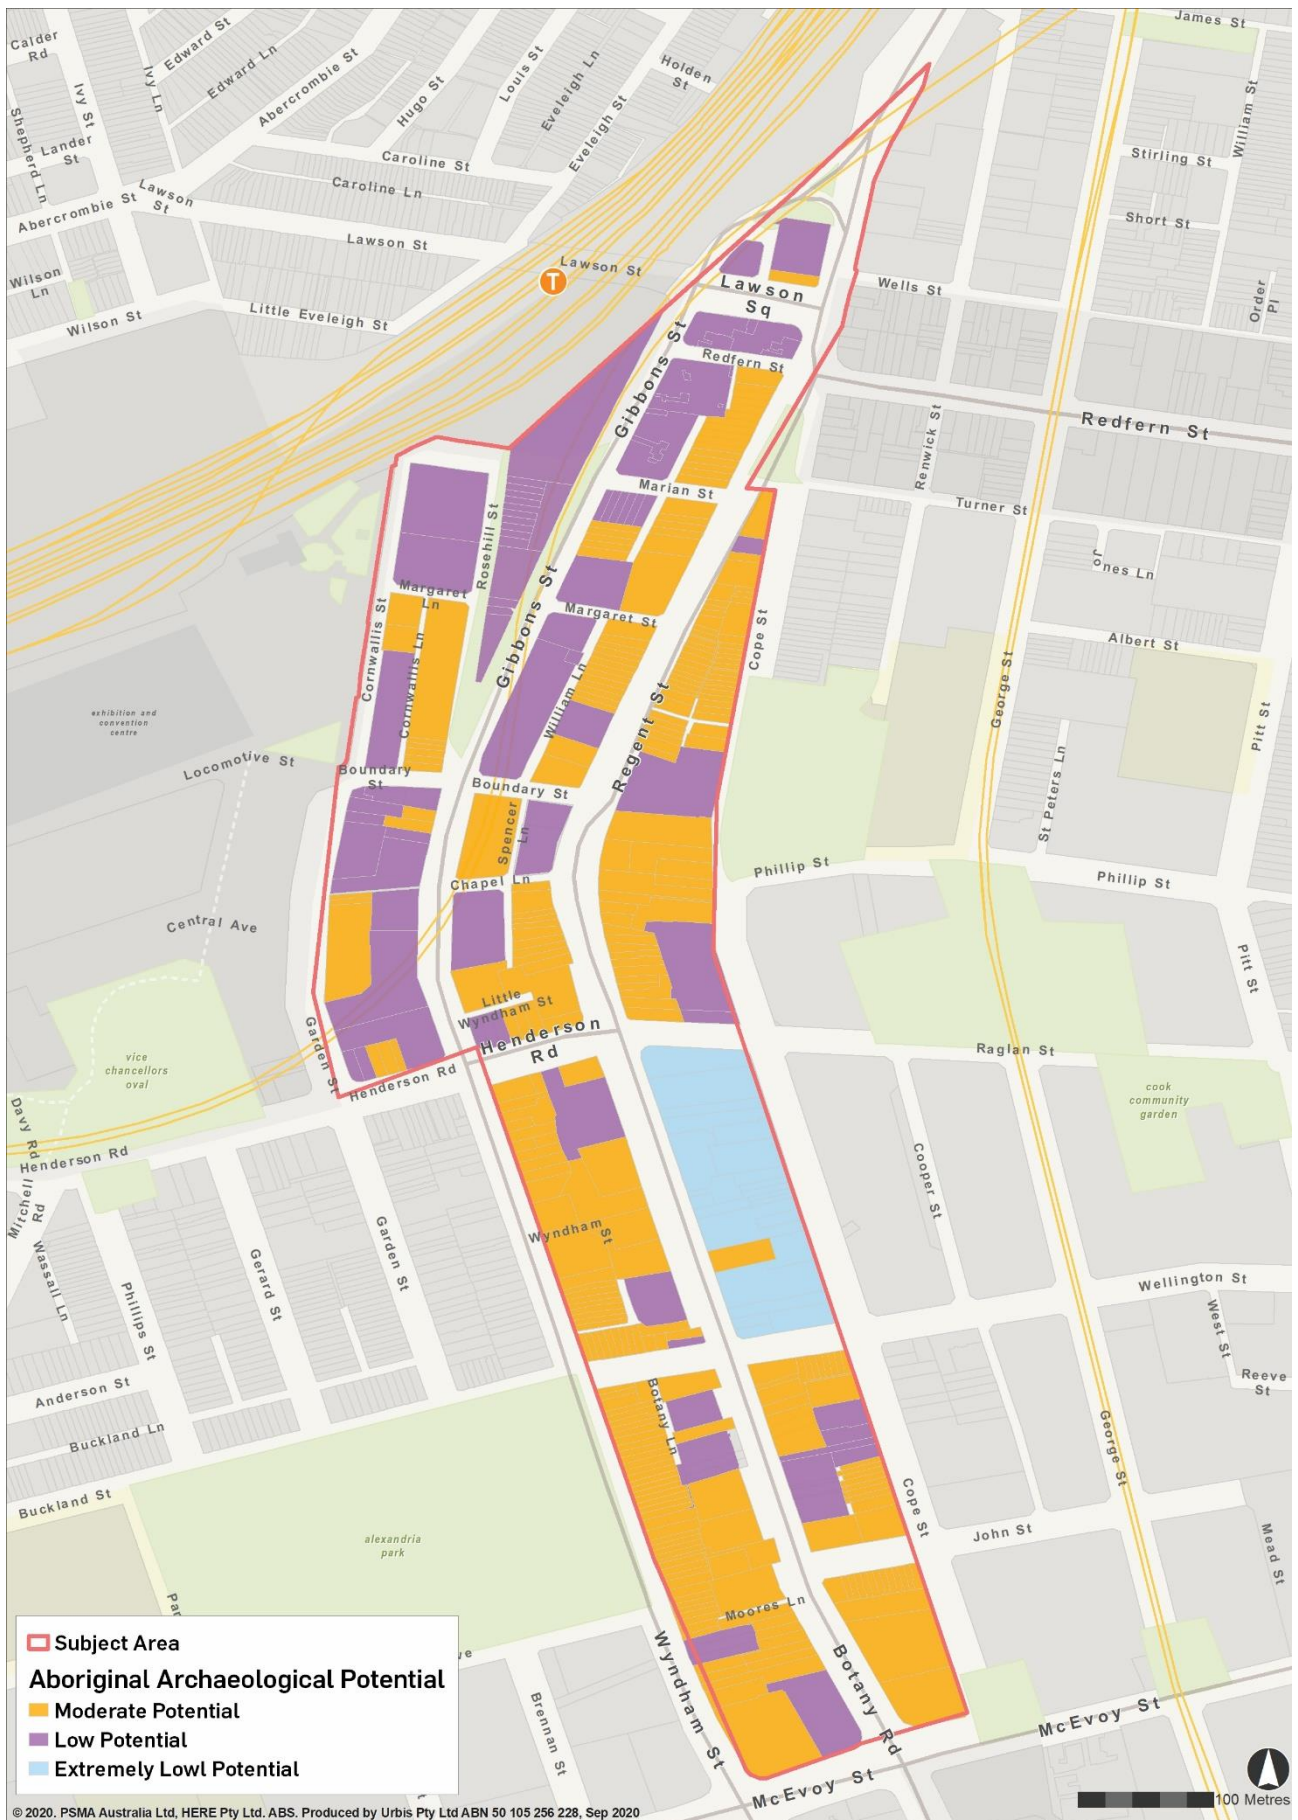 James St
Calder
Rd
Edward St
Edward Ln
Ivy Ln
Ivy St
Abercrombie St
Hugo St
Louis St
Eveleigh Ln
Holden
St
Eveleigh St
William St
Shepherd Ln
Lander
St
Caroline St
Caroline Ln
Stirling St
Abercrombie St
Lawson
St
Lawson St
Short St
Wilson
Ln
Lawson St
T
Lawson
Sq
Wells St
Order
Pl
Wilson St
Little Eveleigh St
Gibbons St
Redfern St
Redfern St
Renwick St
Marian St
Turner St
Rosehill St
Jones Ln
Margaret
Ln
Gibbons St
Margaret St
Cope St
Albert St
Cornwallis St
Cornwallis Ln
George St
Pitt St
exhibition and
convention
centre
William Ln
Regent St
Locomotive St
Boundary
St
Boundary St
St Peters Ln
Spencer
Ln
Phillip St
Phillip St
Chapel Ln
Central Ave
Pitt St
Little
Wyndham St
Garden St
Henderson
Rd
Raglan St
vice
chancellors
oval
Henderson Rd
cook
community
garden
Davy Rd
Henderson Rd
Mitchell
Rd
Cooper St
Wassall Ln
Gerard St
Garden St
Wyndham
St
Phillips St
Wellington St
West St
Anderson St
Reeve
St
Botany Ln
Buckland Ln
George St
Buckland St
Cope St
alexandria
park
John St
Mead St
Par
Moores Ln
ve
Wyndham St
Botany Rd
Brennan St
McEvoy St
McEvoy St
t
Subject Area
Aboriginal Archaeological Potential
Moderate Potential
Low Potential
Extremely Lowl Potential
100 Metres
© 2020. PSMA Australia Ltd, HERE Pty Ltd. ABS. Produced by Urbis Pty Ltd ABN 50 105 256 228, Sep 2020